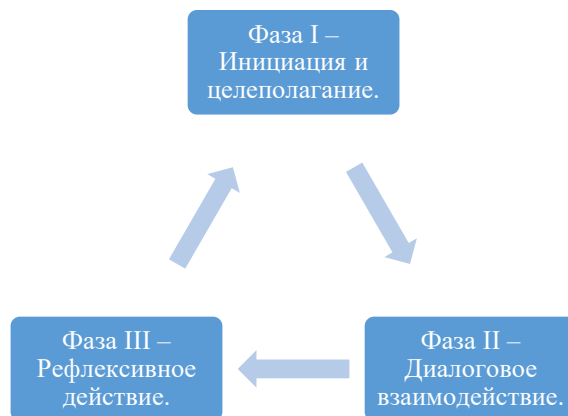 Фаза I –
Инициация и
целеполагание.
Фаза II –
Диалоговое
взаимодействие.
Фаза III –
Рефлексивное
действие.